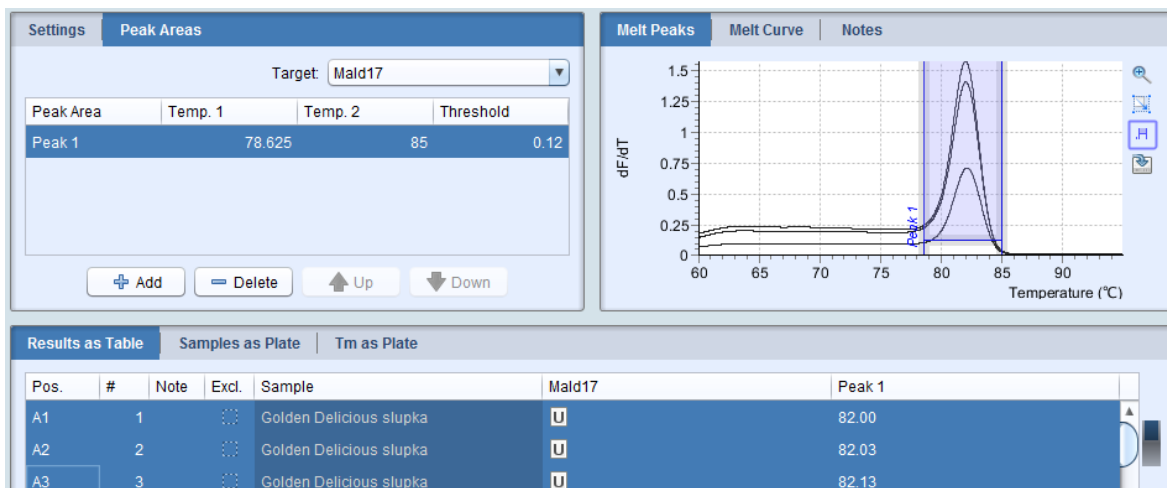 Settings Peak Areas
Target: Mald17
Peak Area Temp. 1 Temp. 2 Threshold
Peak 1 78.625 85 0.12
Add Delete Up Down
Melt Peaks Melt Curve Notes
1.5
1.25
1
0.75
0.5
0.25
0
dF/dT
Peak 1
60 65 70 75 80 85 90
Temperature (°C)
Results as Table Samples as Plate Tm as Plate
Pos. # Note Excl. Sample Mald17 Peak 1
A1 1 Golden Delicious slupka U 82.00
A2 2 Golden Delicious slupka U 82.03
A3 3 Golden Delicious slupka U 82.13